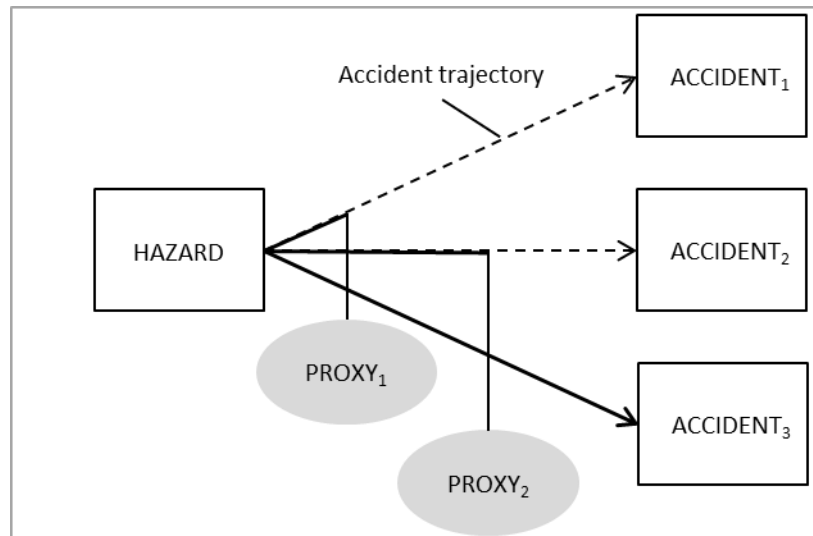 Accident trajectory
ACCIDENT₁
HAZARD
ACCIDENT₂
PROXY₁
ACCIDENT₃
PROXY₂